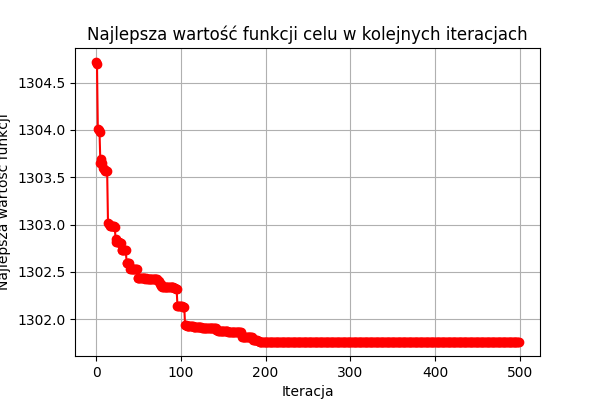 Najlepsza wartość funkcji celu w kolejnych iteracjach
Najlepsza wartość funkcji
1304.5
1304.0
1303.5
1303.0
1302.5
1302.0
0 100 200 300 400 500
Iteracja